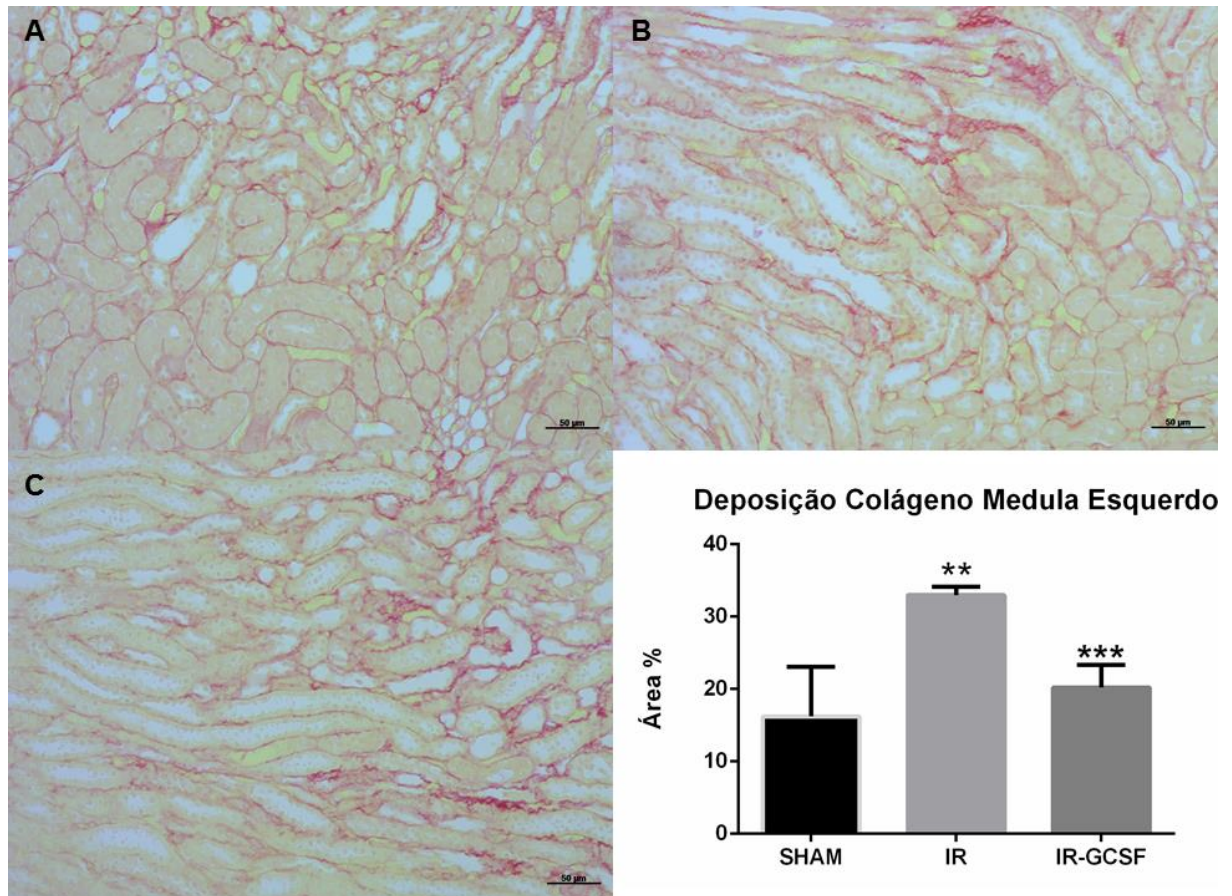 A
B
50 µm
50 µm
C
50 µm
Deposição Colágeno Medula Esquerdo
Área %
40
30
20
10
0
**
***
SHAM IR IR-GCSF